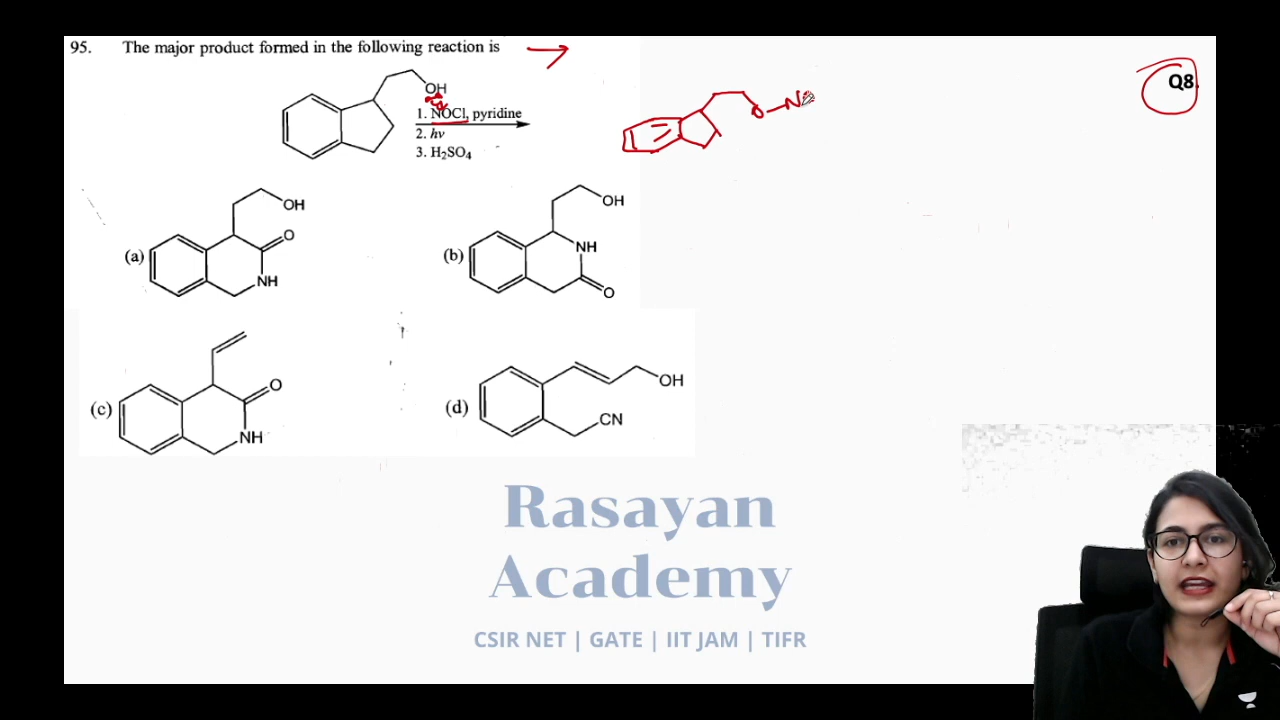 95. The major product formed in the following reaction is
Q8.
OH
1. NOCl, pyridine
2. hν
3. H₂SO₄
O-N
OH
O
NH
(a)
OH
NH
O
(b)
O
NH
(c)
OH
CN
(d)
Rasayan
Academy
CSIR NET | GATE | IIT JAM | TIFR